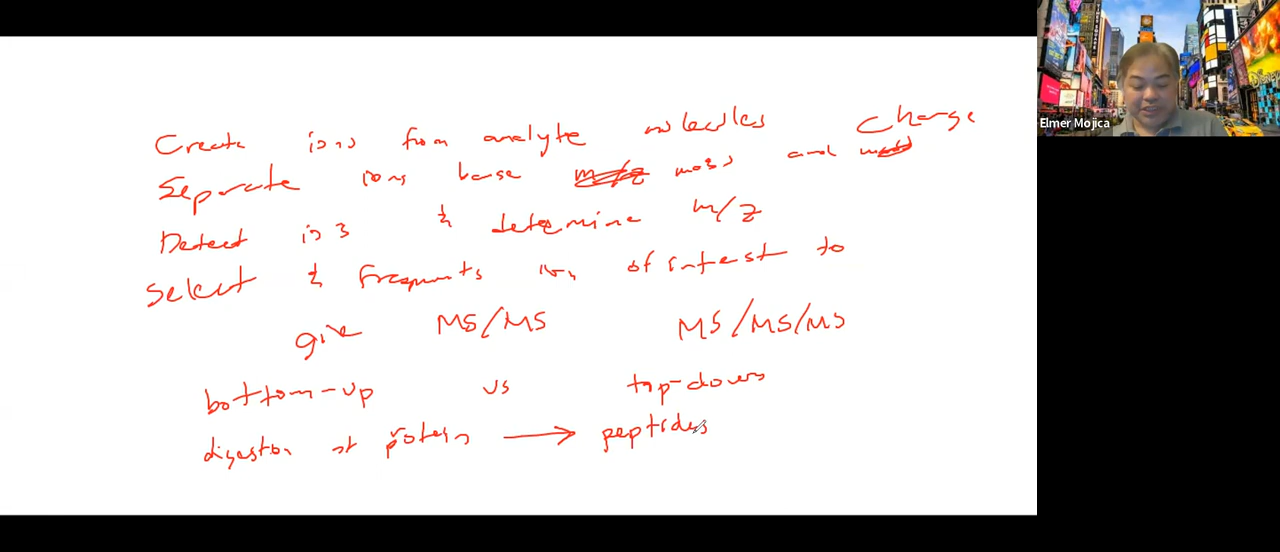 Create ions from analyte molecules charge
Separate ions base m/z mass and
Detect ions & determine m/z
Select & fragments ion of interest to
give MS/MS MS/MS/MS
bottom-up vs top-down
digestion of protein → peptides
Elmer Mojica